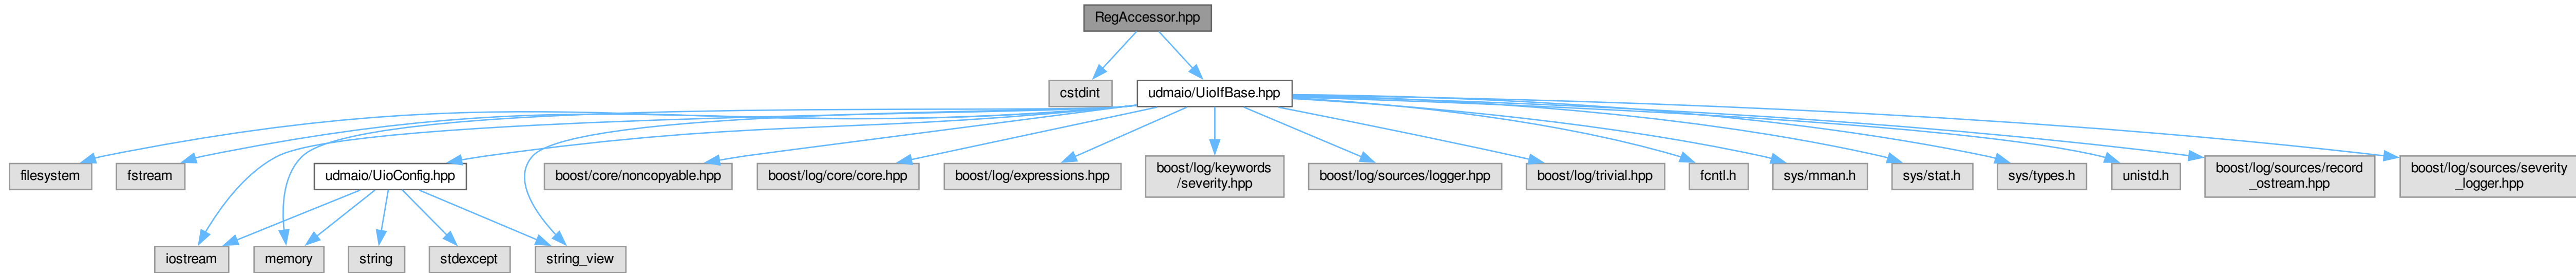 RegAccessor.hpp
cstdint
udmaio/UioIfBase.hpp
filesystem
fstream
udmaio/UioConfig.hpp
boost/core/noncopyable.hpp
boost/log/core/core.hpp
boost/log/expressions.hpp
boost/log/keywords
/severity.hpp
boost/log/sources/logger.hpp
boost/log/trivial.hpp
fcntl.h
sys/mman.h
sys/stat.h
sys/types.h
unistd.h
boost/log/sources/record
_ostream.hpp
boost/log/sources/severity
_logger.hpp
iostream
memory
string
stdexcept
string_view